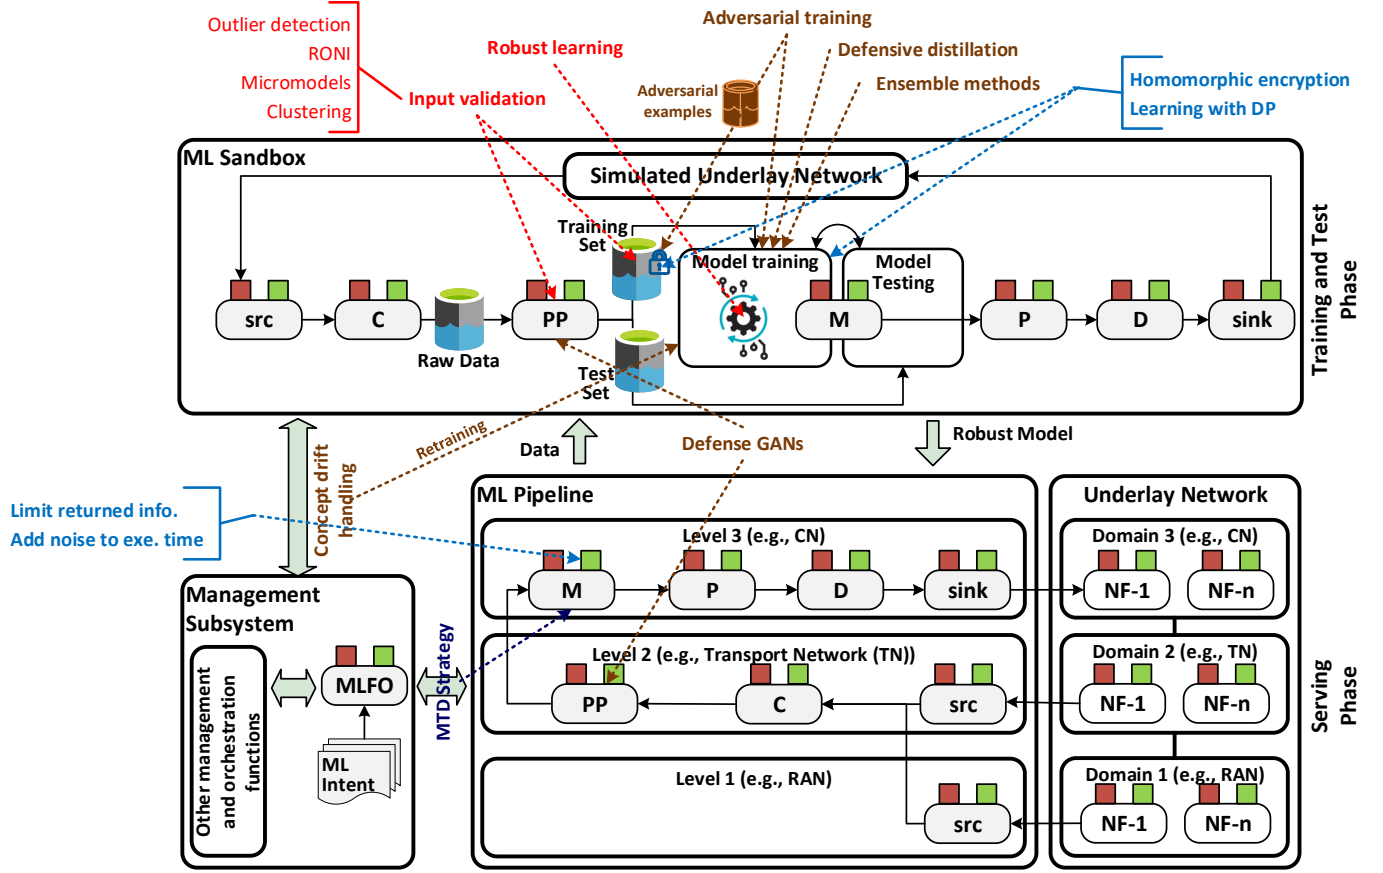 Outlier detection
RONI
Micromodels
Clustering
Input validation
Robust learning
Adversarial training
Defensive distillation
Ensemble methods
Adversarial
examples
Homomorphic encryption
Learning with DP
ML Sandbox
Simulated Underlay Network
Training
Set
Model training
Model
Testing
src
C
Raw Data
PP
M
P
D
sink
Test
Set
Training and Test
Phase
Retraining
Data
Defense GANs
Robust Model
Concept drift
handling
Limit returned info.
Add noise to exe. time
Management
Subsystem
Other management
and orchestration
functions
MLFO
ML
Intent
MTD Strategy
ML Pipeline
Level 3 (e.g., CN)
M
P
D
sink
Level 2 (e.g., Transport Network (TN))
PP
C
src
Level 1 (e.g., RAN)
src
Underlay Network
Domain 3 (e.g., CN)
NF-1
NF-n
Domain 2 (e.g., TN)
NF-1
NF-n
Domain 1 (e.g., RAN)
NF-1
NF-n
Serving
Phase